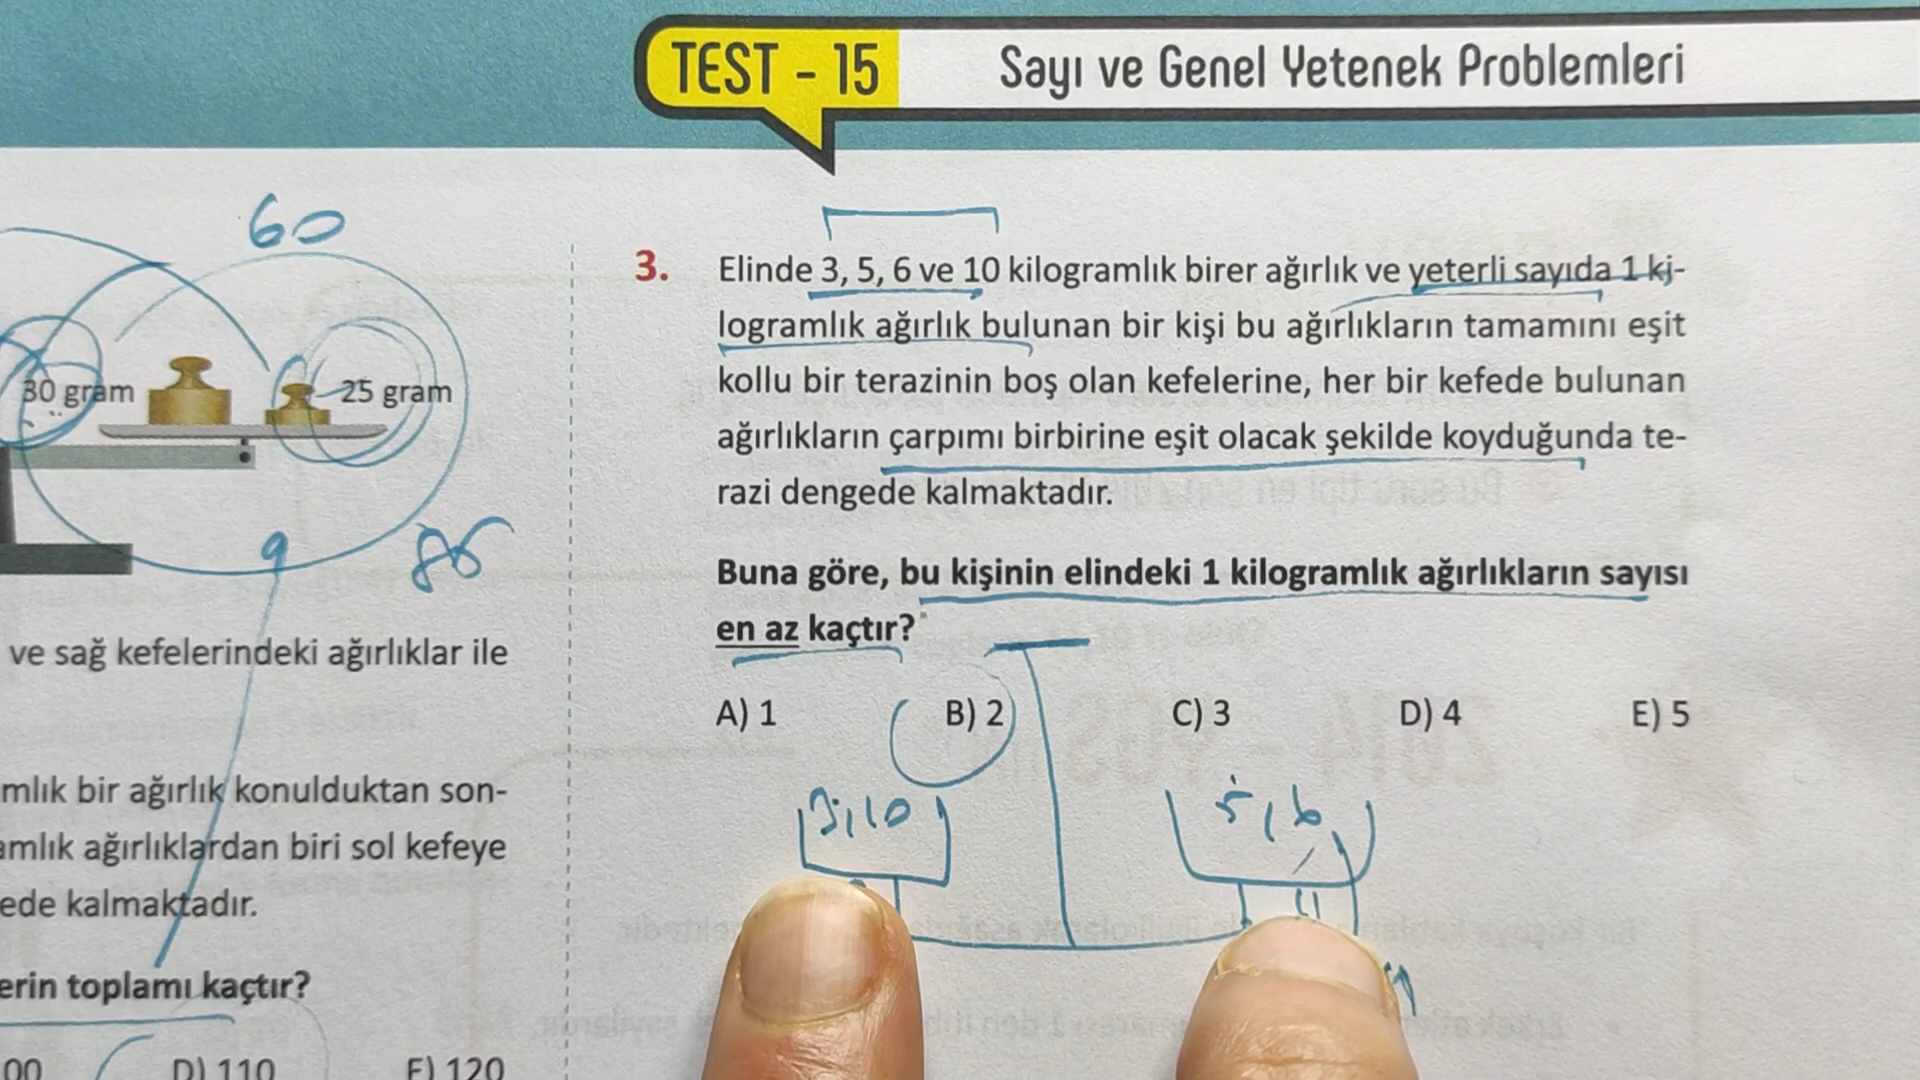 TEST - 15
Sayı ve Genel Yetenek Problemleri
60
30 gram
25 gram
9
86
ve sağ kefelerindeki ağırlıklar ile
mlık bir ağırlık konulduktan son-
amlık ağırlıklardan biri sol kefeye
ede kalmaktadır.
erin toplamı kaçtır?
00
D) 110
E) 120
3. Elinde 3, 5, 6 ve 10 kilogramlık birer ağırlık ve yeterli sayıda 1 ki-
logramlık ağırlık bulunan bir kişi bu ağırlıkların tamamını eşit
kollu bir terazinin boş olan kefelerine, her bir kefede bulunan
ağırlıkların çarpımı birbirine eşit olacak şekilde koyduğunda te-
razi dengede kalmaktadır.
Buna göre, bu kişinin elindeki 1 kilogramlık ağırlıkların sayısı
en az kaçtır?
A) 1
B) 2
C) 3
D) 4
E) 5
3, 10
5, 6
11